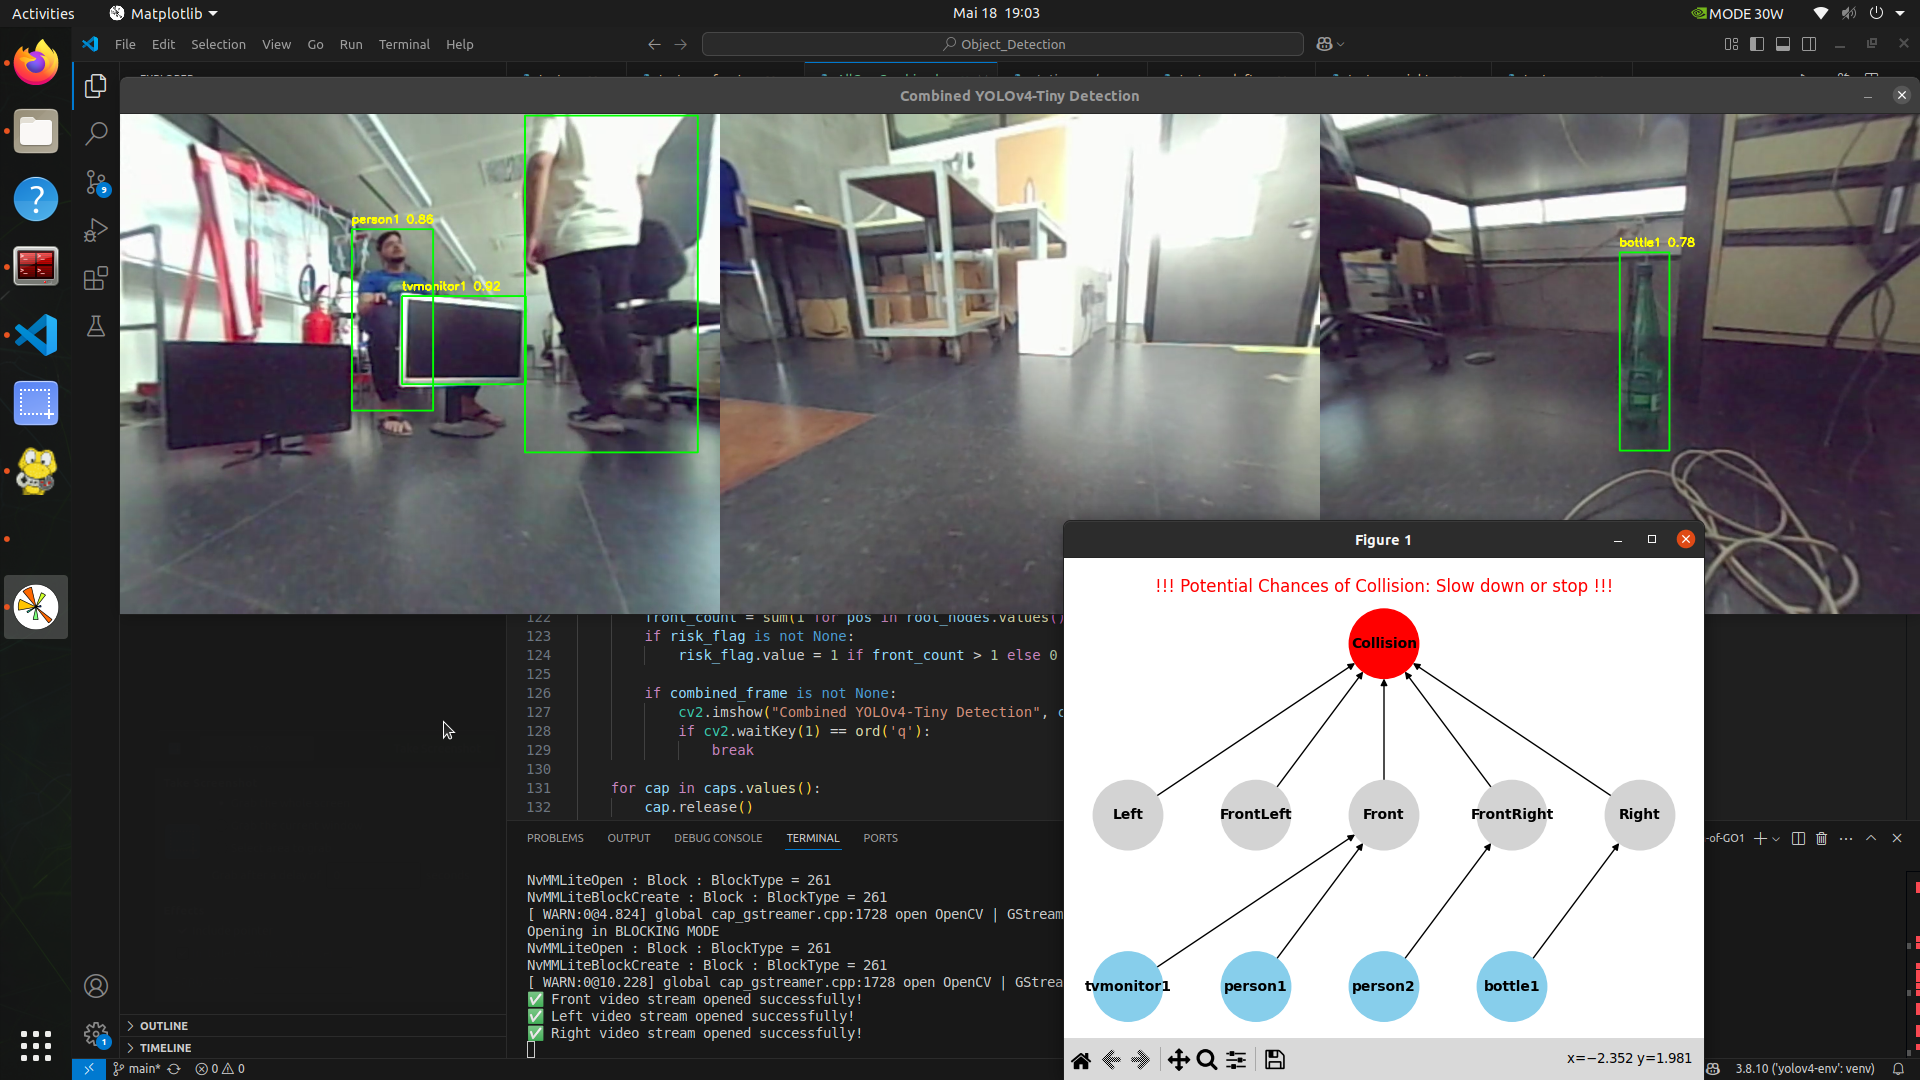 Activities
Matplotlib
Mai 18 19:03
MODE 30W
File Edit Selection View Go Run Terminal Help
Object_Detection
Combined YOLOv4-Tiny Detection
person1 0.86
tvmonitor1 0.92
bottle1 0.78
9
122 front_count = sum(1 for pos in root_nodes.values()
123 if risk_flag is not None:
124 risk_flag.value = 1 if front_count > 1 else 0
125
126 if combined_frame is not None:
127 cv2.imshow("Combined YOLOv4-Tiny Detection", c
128 if cv2.waitKey(1) == ord('q'):
129 break
130
131 for cap in caps.values():
132 cap.release()
PROBLEMS OUTPUT DEBUG CONSOLE TERMINAL PORTS
-of-GO1
NvMMLiteOpen : Block : BlockType = 261
NvMMLiteBlockCreate : Block : BlockType = 261
[ WARN:0@4.824] global cap_gstreamer.cpp:1728 open OpenCV | GStream
Opening in BLOCKING MODE
NvMMLiteOpen : Block : BlockType = 261
NvMMLiteBlockCreate : Block : BlockType = 261
[ WARN:0@10.228] global cap_gstreamer.cpp:1728 open OpenCV | GStrea
✅ Front video stream opened successfully!
✅ Left video stream opened successfully!
✅ Right video stream opened successfully!
Figure 1
!!! Potential Chances of Collision: Slow down or stop !!!
Collision
Left FrontLeft Front FrontRight Right
tvmonitor1 person1 person2 bottle1
x=−2.352 y=1.981
OUTLINE
TIMELINE
1
main* 0 0
3.8.10 ('yolov4-env': venv)